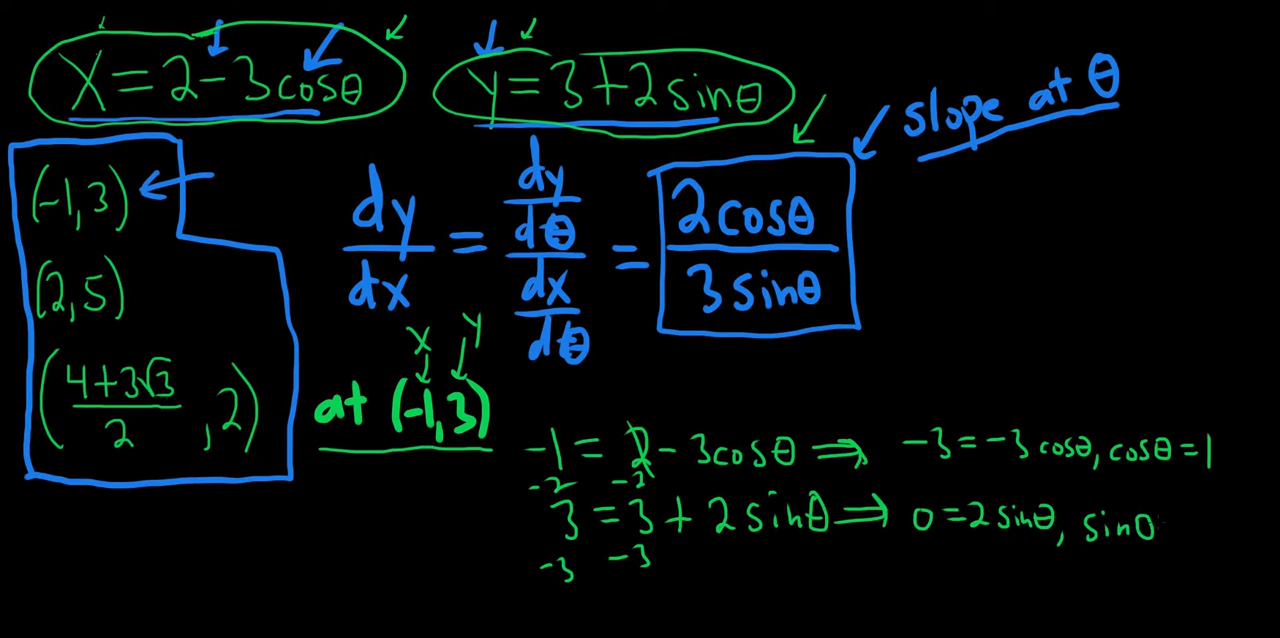 X = 2 - 3cosθ
Y = 3 + 2sinθ
slope at θ
(-1,3)
(2,5)
(4+3√3/2, 2)
dy/dx = dy/dθ/dx/dθ = 2cosθ/3sinθ
X Y
at (-1,3)
-1 = 2 - 3cosθ ⟹ -3 = -3cosθ, cosθ = 1
-2 -2
3 = 3 + 2sinθ ⟹ 0 = 2sinθ, sinθ
-3 -3